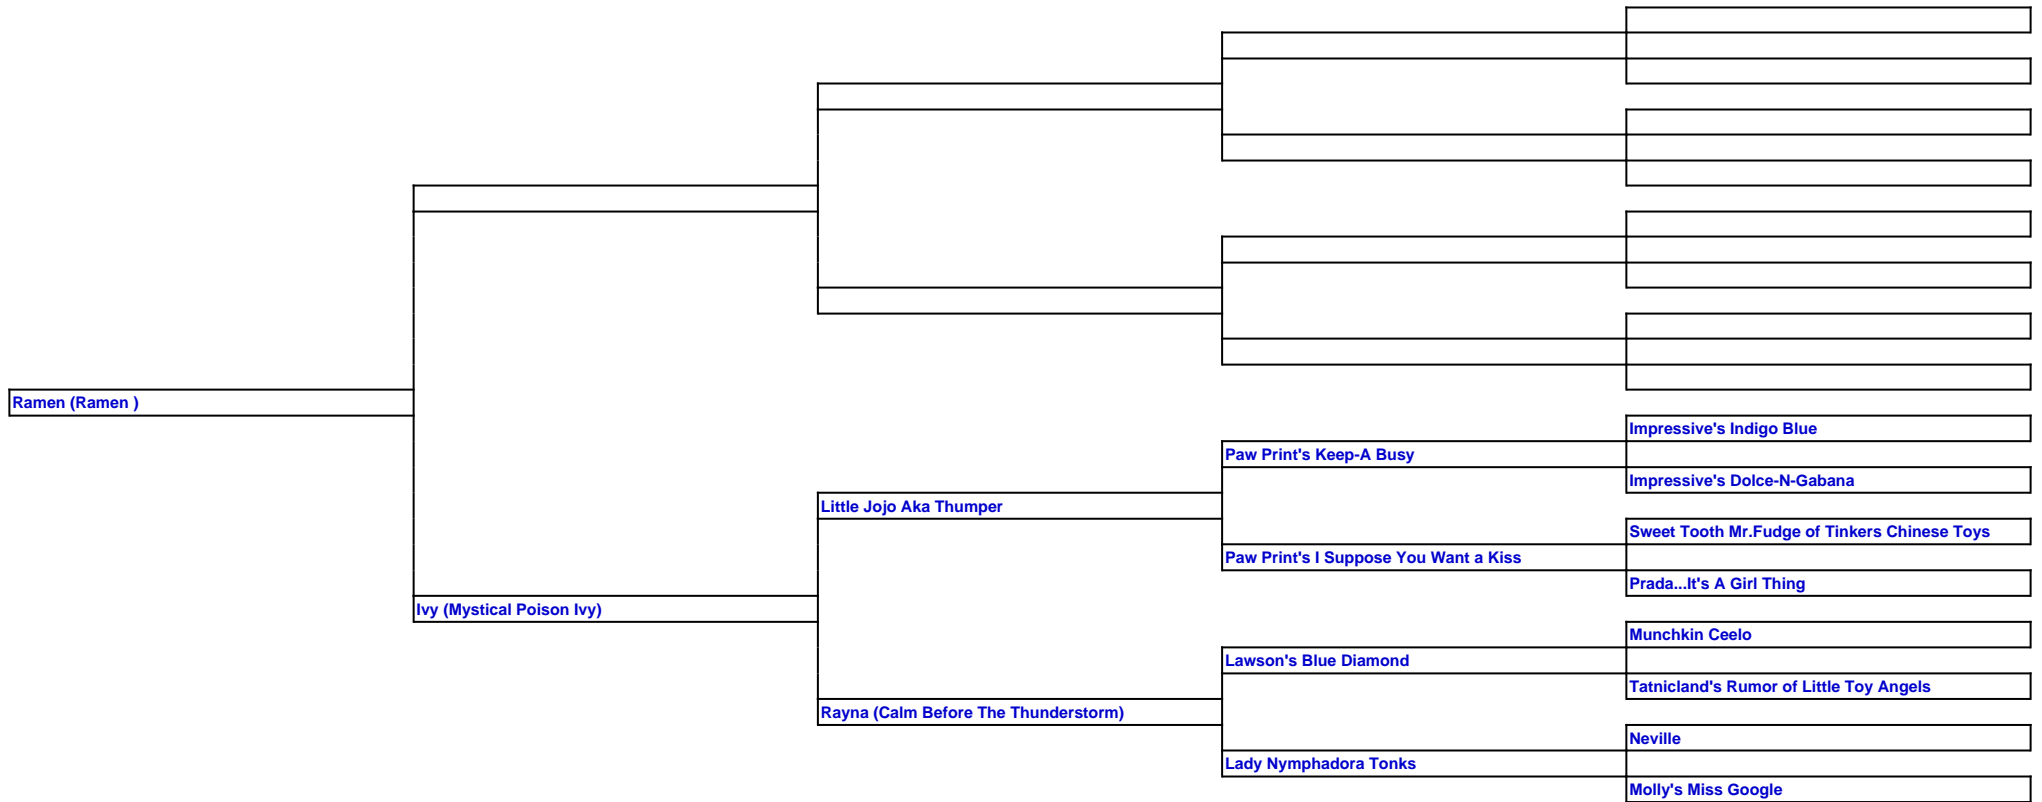 Ramen (Ramen )
Ivy (Mystical Poison Ivy)
Little Jojo Aka Thumper
Rayna (Calm Before The Thunderstorm)
Paw Print's Keep-A Busy
Paw Print's I Suppose You Want a Kiss
Lawson's Blue Diamond
Lady Nymphadora Tonks
Impressive's Indigo Blue
Impressive's Dolce-N-Gabana
Sweet Tooth Mr.Fudge of Tinkers Chinese Toys
Prada...It's A Girl Thing
Munchkin Ceelo
Tatnicland's Rumor of Little Toy Angels
Neville
Molly's Miss Google